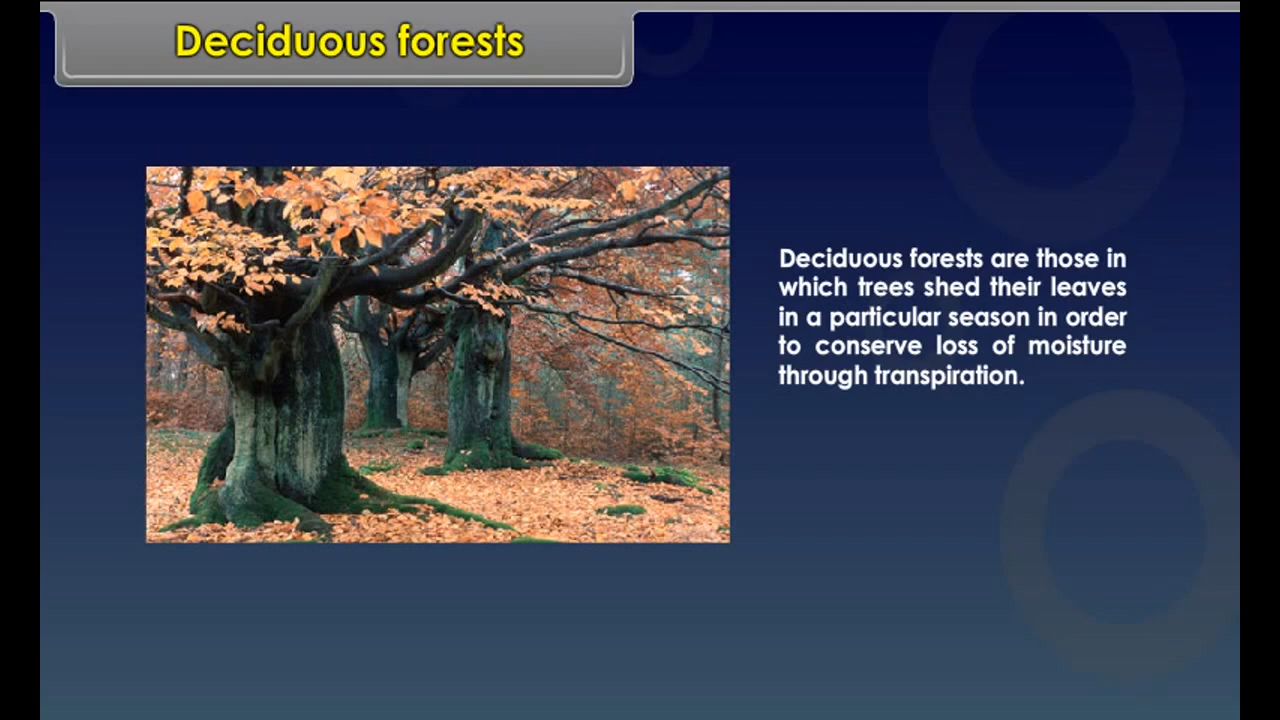 Deciduous forests
Deciduous forests are those in
which trees shed their leaves
in a particular season in order
to conserve loss of moisture
through transpiration.